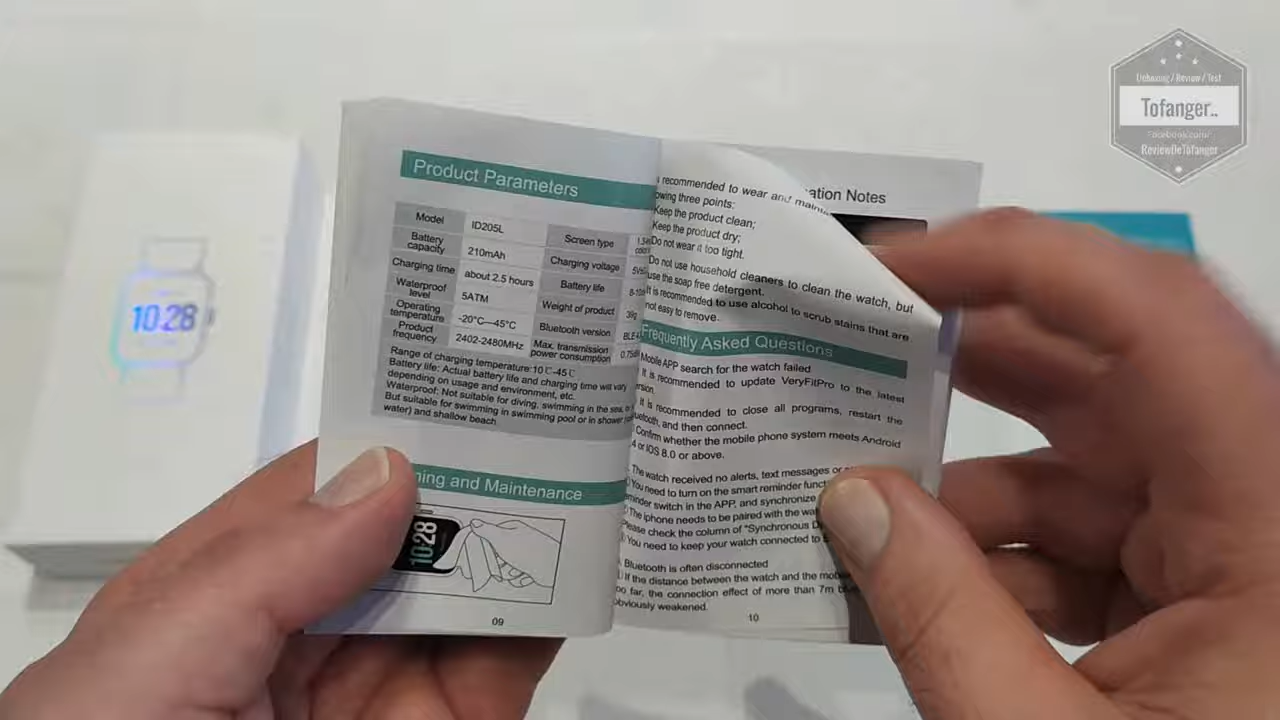 Unboxing / Review / Test
Tofanger..
Facebook.com/
ReviewDeTofanger
10:28
Product Parameters
Model ID205L Screen type
Battery capacity 210mAh Charging voltage
Charging time about 2.5 hours Battery life
Waterproof level 5ATM Weight of product 39g
Operating temperature -20°C—45°C Bluetooth version
Product frequency 2402-2480MHz Max. transmission power consumption
Range of charging temperature:10℃-45℃
Battery life: Actual battery life and charging time will vary
depending on usage and environment, etc.
Waterproof: Not suitable for diving, swimming in the sea,
But suitable for swimming in swimming pool or in shower
water) and shallow beach.
and Maintenance
10:28
09
recommended to wear and
three points:
Keep the product clean;
Keep the product dry;
Do not wear it too tight.
Do not use household cleaners to clean the watch, but
use the soap free detergent.
It is recommended to use alcohol to scrub stains that are
not easy to remove.
Frequently Asked Questions
Mobile APP search for the watch failed
It is recommended to update VeryFitPro to the latest
It is recommended to close all programs, restart the
and then connect.
Confirm whether the mobile phone system meets Android
or IOS 8.0 or above.
The watch received no alerts, text messages or
You need to turn on the smart reminder
switch in the APP, and synchronize
The iphone needs to be paired with the
Please check the column of "Synchronous
You need to keep your watch connected to
Bluetooth is often disconnected
If the distance between the watch and the
far, the connection effect of more than 7m
obviously weakened.
10
Notes